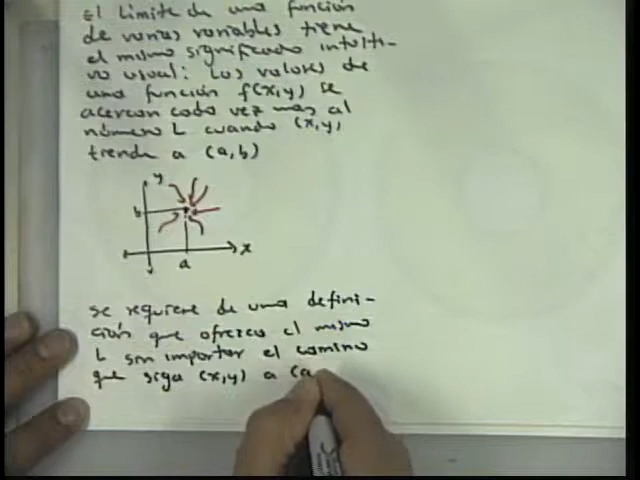 El límite de una función
de varias variables tiene
el mismo significado intuiti-
vo usual: Los valores de
una función f(x,y) se
acercan cada vez mas al
número L cuando (x,y)
tiende a (a,b)
y
b
x
a
se requiere de una defini-
ción que ofrezca el mismo
L sin importar el camino
que siga (x,y) a (a